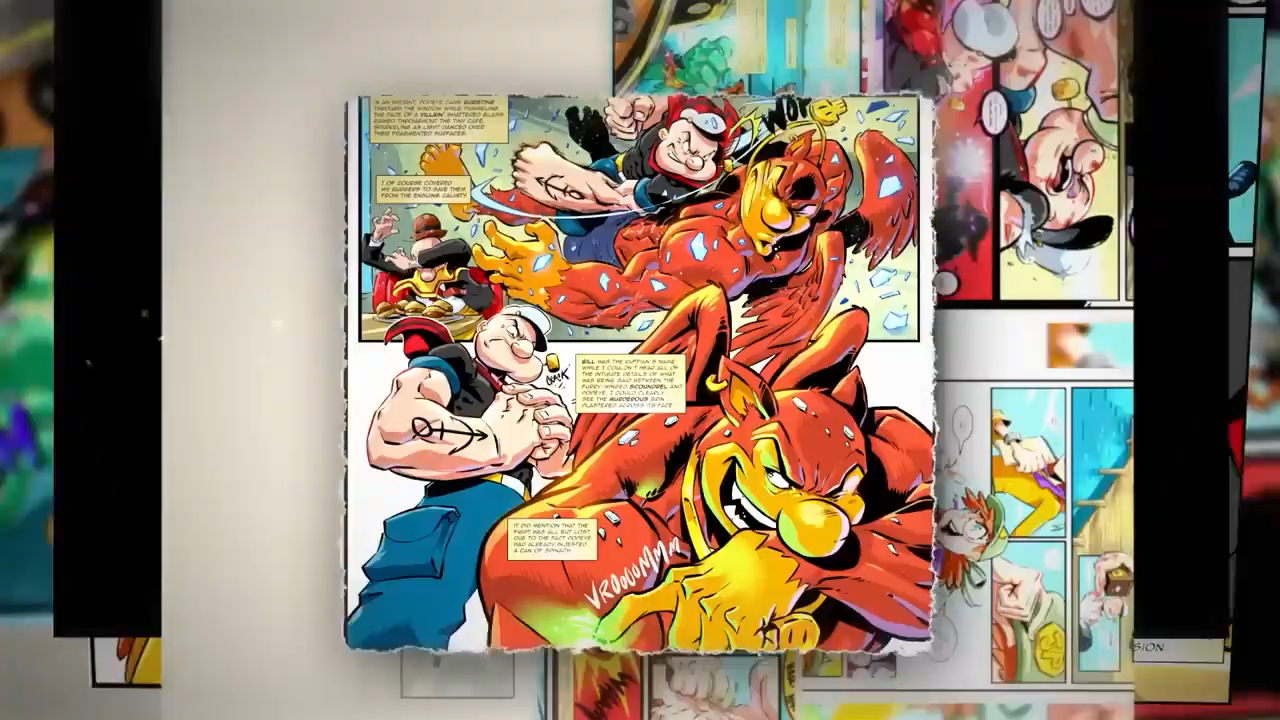 IN AN INSTANT, POPEYE CAME BURSTING
THROUGH THE WINDOW WHILE PUMMELING
THE FACE OF A VILLAIN! SHATTERED GLASS
RAINED THROUGHOUT THE TINY CAFE,
SPARKLING AS LIGHT DANCED OVER
THEIR FRAGMENTED SURFACES.
I OF COURSE COVERED
MY BURGERS TO SAVE THEM
FROM THE ENSUING CALAMITY.
BILL WAS THE RUFFIAN'S NAME
WHILE I COULDN'T HEAR ALL OF
THE INTIMATE DETAILS OF WHAT
WAS BEING SAID BETWEEN THE
FURRY-WINGED SCOUNDREL AND
POPEYE, I COULD CLEARLY
SEE THE MURDEROUS
PLASTERED ACROSS ITS FACE.
IT DID MENTION THAT THE
FIGHT WAS ALL BUT LOST
DUE TO THE FACT POPEYE
HAD ALREADY INJESTED
A CAN OF SPINACH.
VROOOMMM
SION